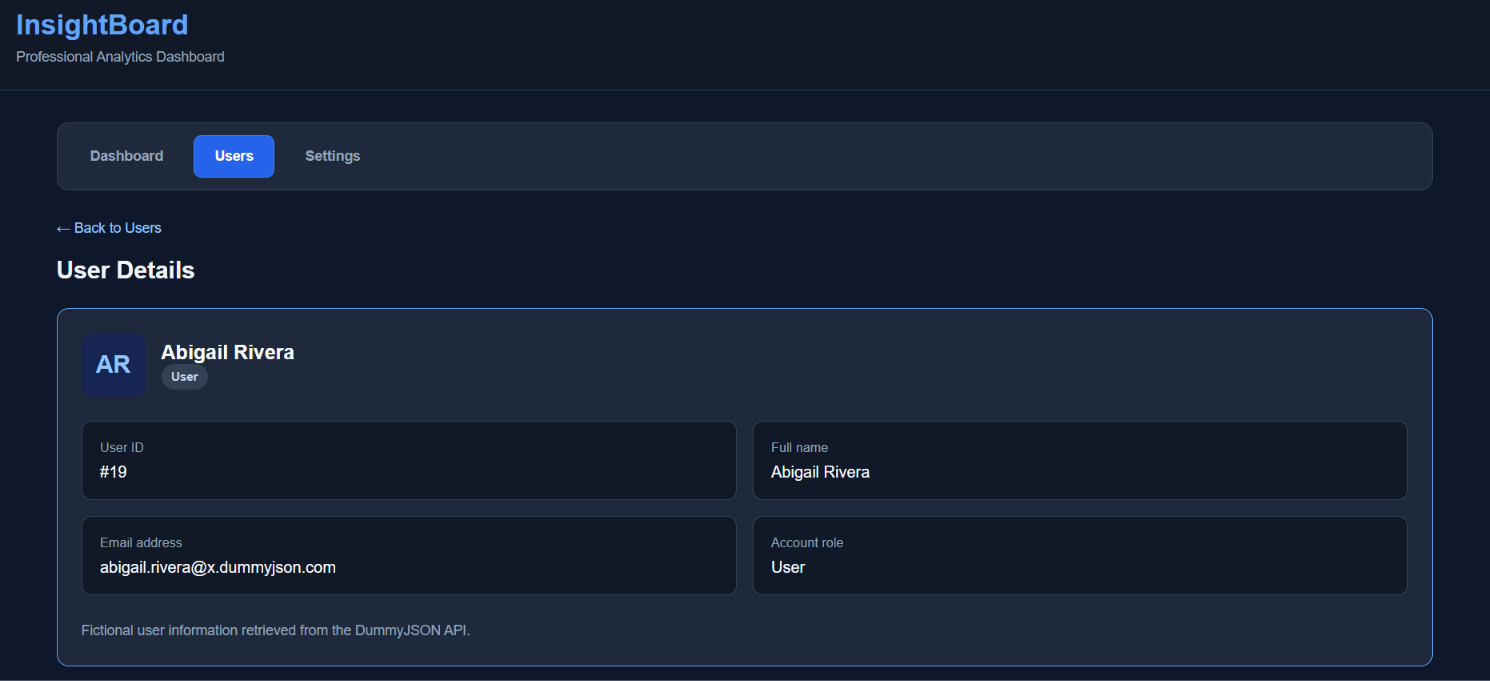 InsightBoard
Professional Analytics Dashboard
Dashboard
Users
Settings
← Back to Users
User Details
AR
Abigail Rivera
User
User ID
#19
Full name
Abigail Rivera
Email address
abigail.rivera@x.dummyjson.com
Account role
User
Fictional user information retrieved from the DummyJSON API.